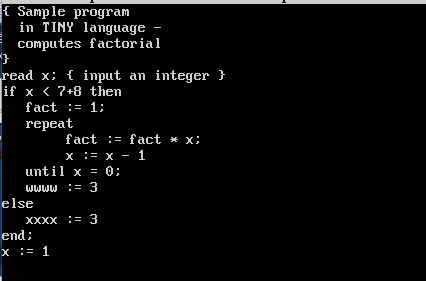 { Sample program
in TINY language -
computes factorial
}
read x; { input an integer }
if x < 7+8 then
fact := 1;
repeat
fact := fact * x;
x := x - 1
until x = 0;
wwww := 3
else
xxxx := 3
end;
x := 1